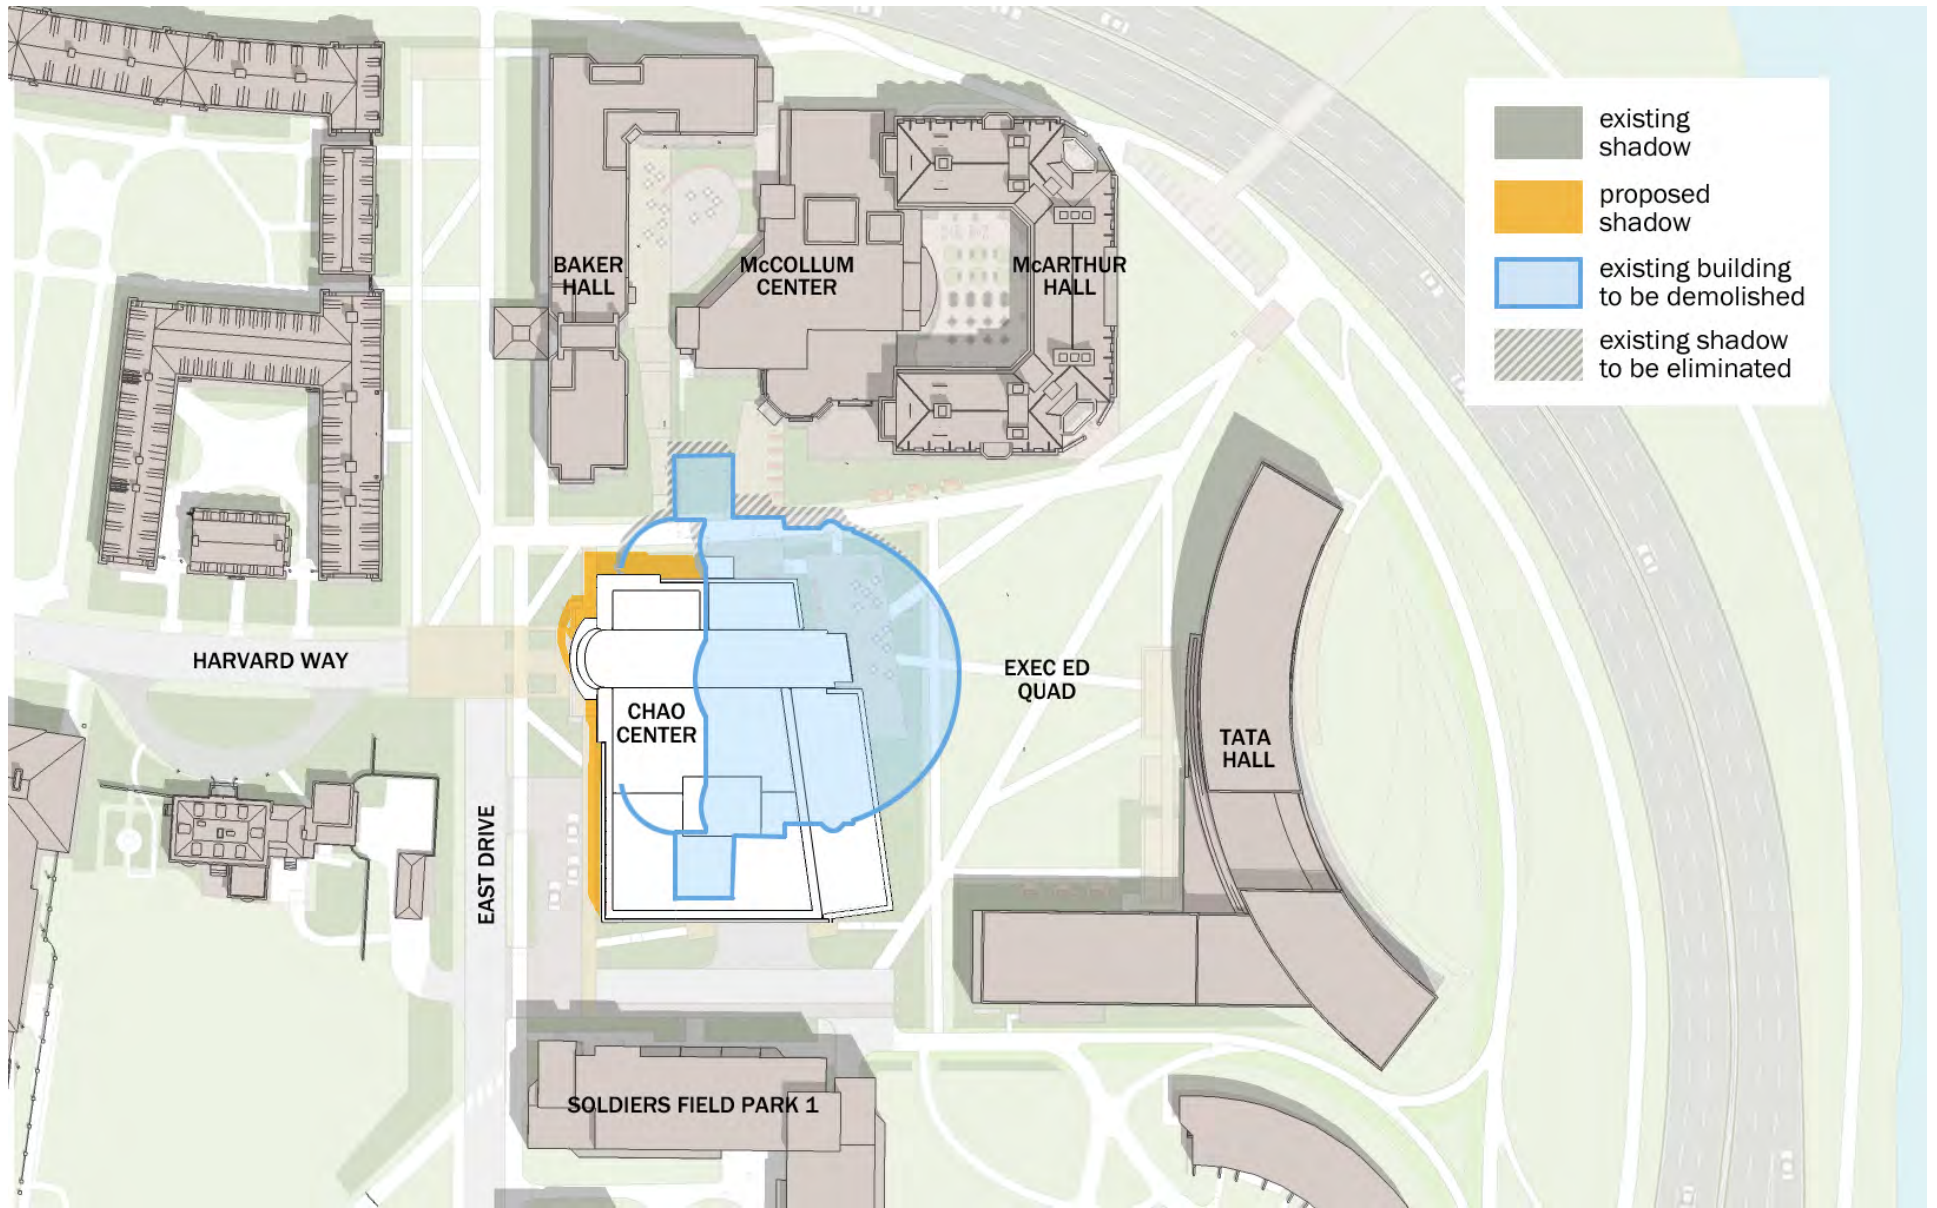 existing
shadow
proposed
shadow
existing building
to be demolished
existing shadow
to be eliminated
BAKER
HALL
McCOLLUM
CENTER
McARTHUR
HALL
HARVARD WAY
EXEC ED
QUAD
CHAO
CENTER
TATA
HALL
EAST DRIVE
SOLDIERS FIELD PARK 1